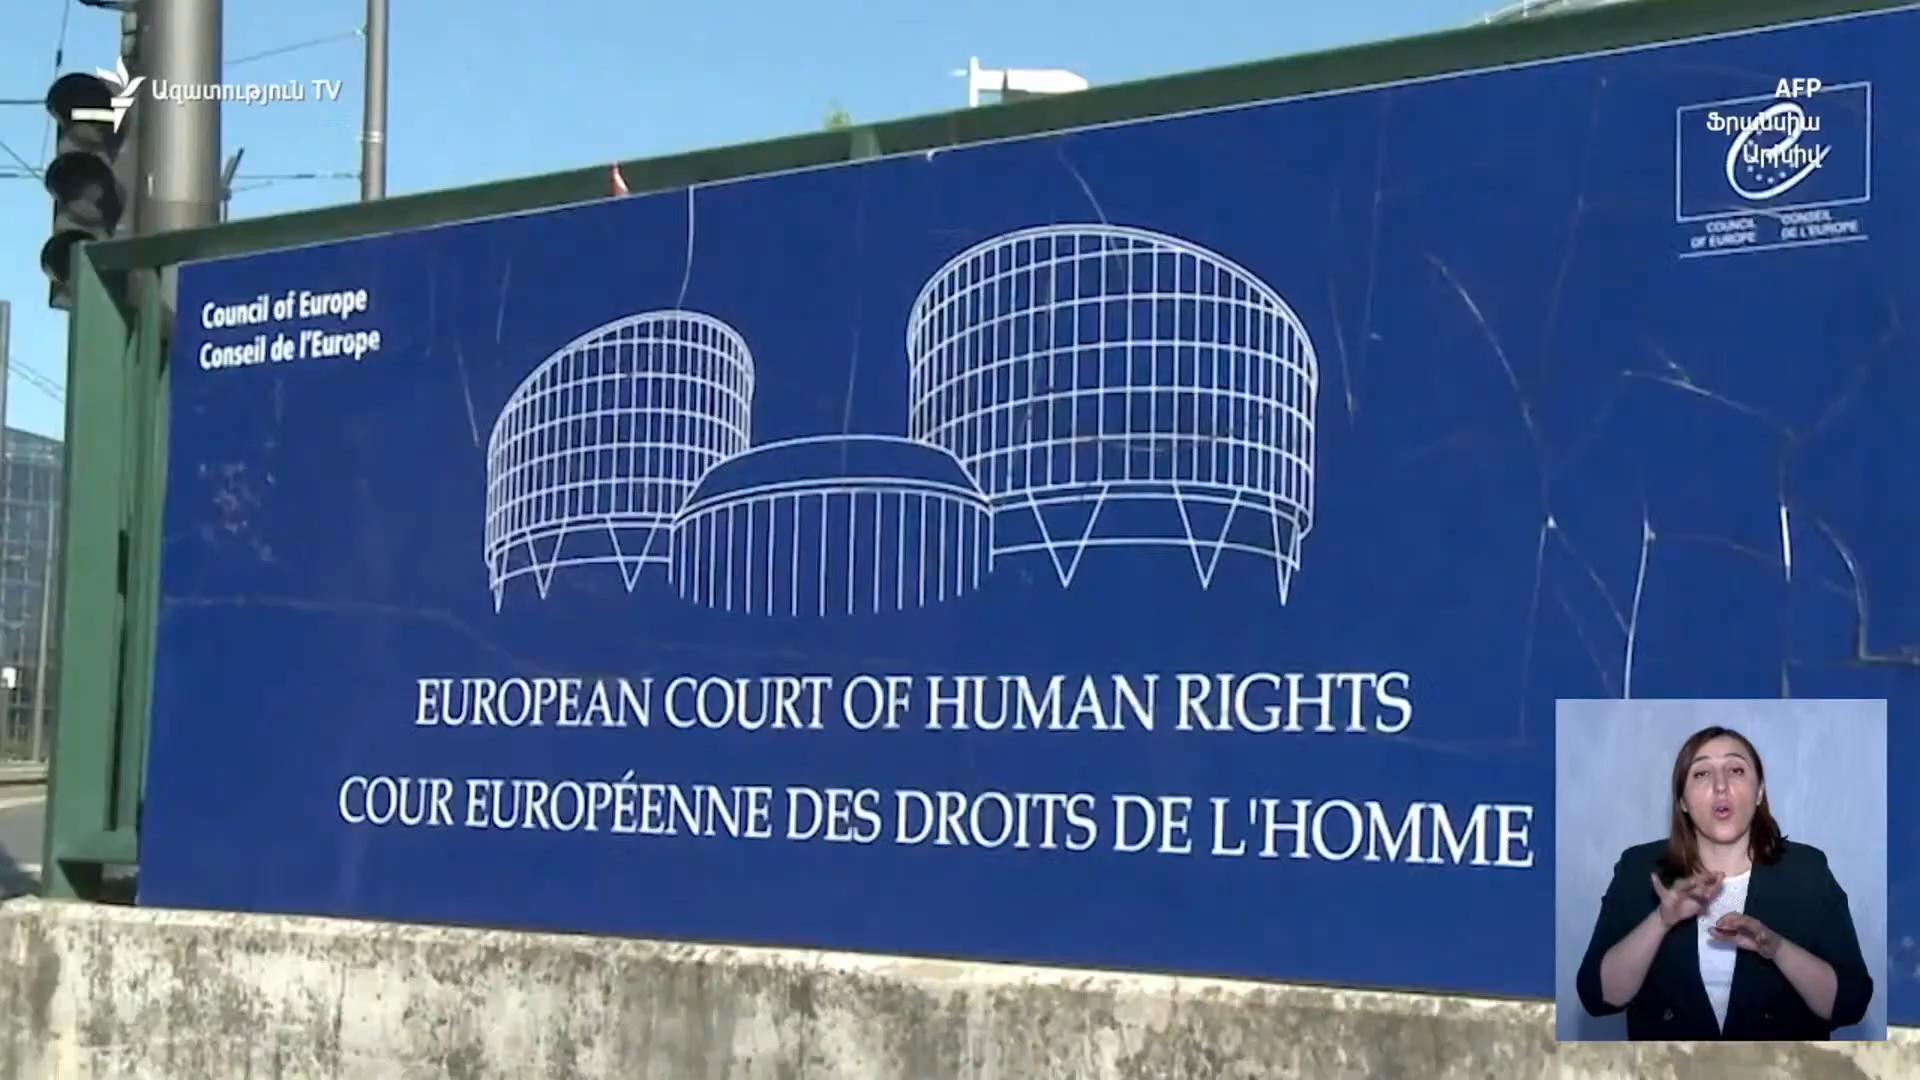 Ազատություն TV
AFP
Ֆրանսիա
Արխիվ
COUNCIL OF EUROPE
CONSEIL DE L'EUROPE
Council of Europe
Conseil de l'Europe
EUROPEAN COURT OF HUMAN RIGHTS
COUR EUROPÉENNE DES DROITS DE L'HOMME